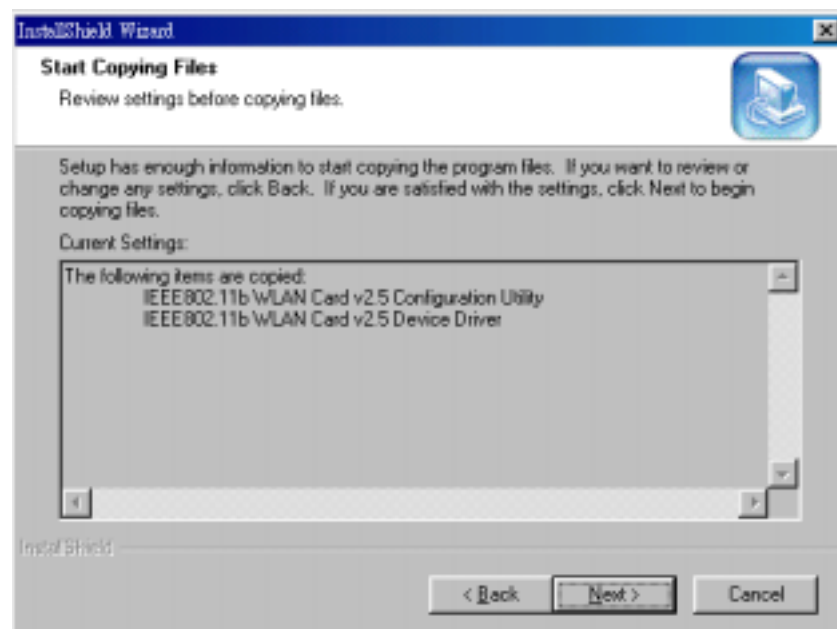 InstallShield Wizard
Start Copying Files
Review settings before copying files.
Setup has enough information to start copying the program files. If you want to review or
change any settings, click Back. If you are satisfied with the settings, click Next to begin
copying files.
Current Settings:
The following items are copied:
IEEE802.11b WLAN Card v2.5 Configuration Utility
IEEE802.11b WLAN Card v2.5 Device Driver
InstallShield
< Back
Next >
Cancel